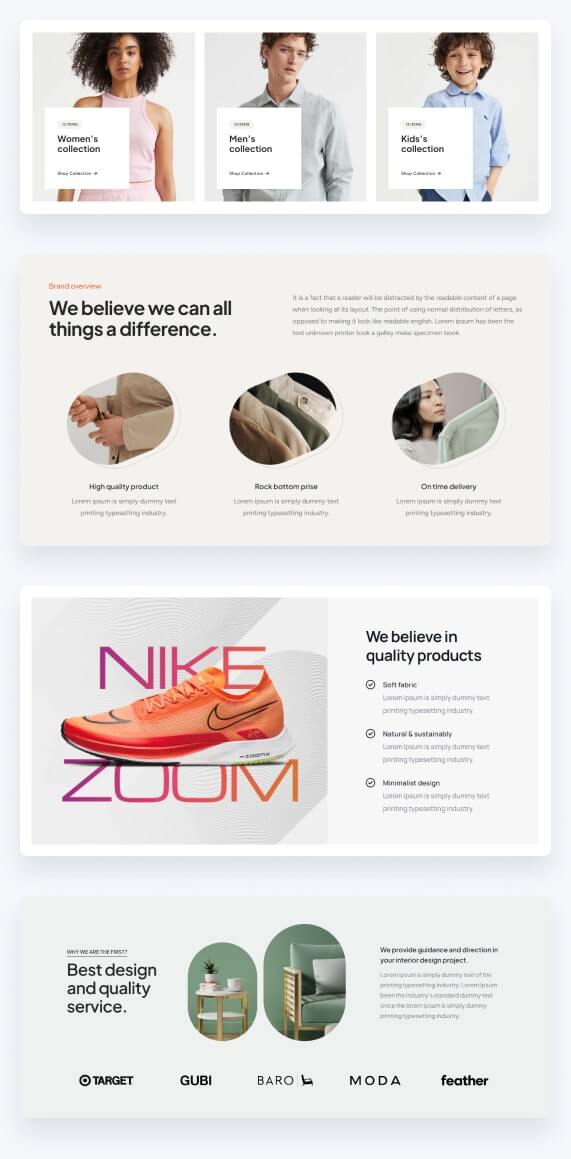 12 ITEMS
Women's
collection
Shop Collection →
12 ITEMS
Men's
collection
Shop Collection →
12 ITEMS
Kids's
collection
Shop Collection →
Brand overview
We believe we can all
things a difference.
It is a fact that a reader will be distracted by the readable content of a page
when looking at its layout. The point of using normal distribution of letters, as
opposed to making it look like readable english. Lorem ipsum has been the
text unknown printer took a galley make specimen book.
High quality product
Lorem ipsum is simply dummy text
printing typesetting industry.
Rock bottom prise
Lorem ipsum is simply dummy text
printing typesetting industry.
On time delivery
Lorem ipsum is simply dummy text
printing typesetting industry.
NIKE
ZOOMX
ZOOM
We believe in
quality products
Soft fabric
Lorem ipsum is simply dummy text
printing typesetting industry.
Natural & sustainably
Lorem ipsum is simply dummy text
printing typesetting industry.
Minimalist design
Lorem ipsum is simply dummy text
printing typesetting industry.
WHY WE ARE THE FIRST?
Best design
and quality
service.
We provide guidance and direction in
your interior design project.
Lorem ipsum is simply dummy text of the
printing typesetting industry. Lorem ipsum
been the industry's standard dummy text
since the lorem ipsum is simply dummy
printing typesetting industry.
TARGET
GUBI
BARO
MODA
feather